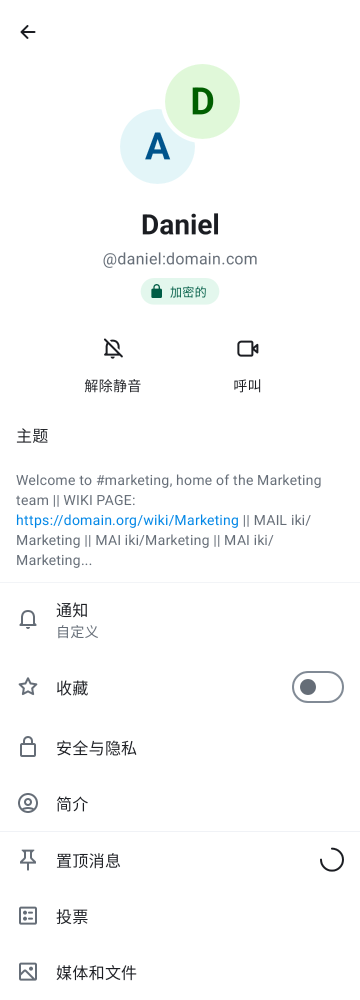 D
A
Daniel
@daniel:domain.com
加密的
解除静音
呼叫
主题
Welcome to #marketing, home of the Marketing
team || WIKI PAGE:
https://domain.org/wiki/Marketing || MAIL iki/
Marketing || MAI iki/Marketing || MAI iki/
Marketing...
通知
自定义
收藏
安全与隐私
简介
置顶消息
投票
媒体和文件